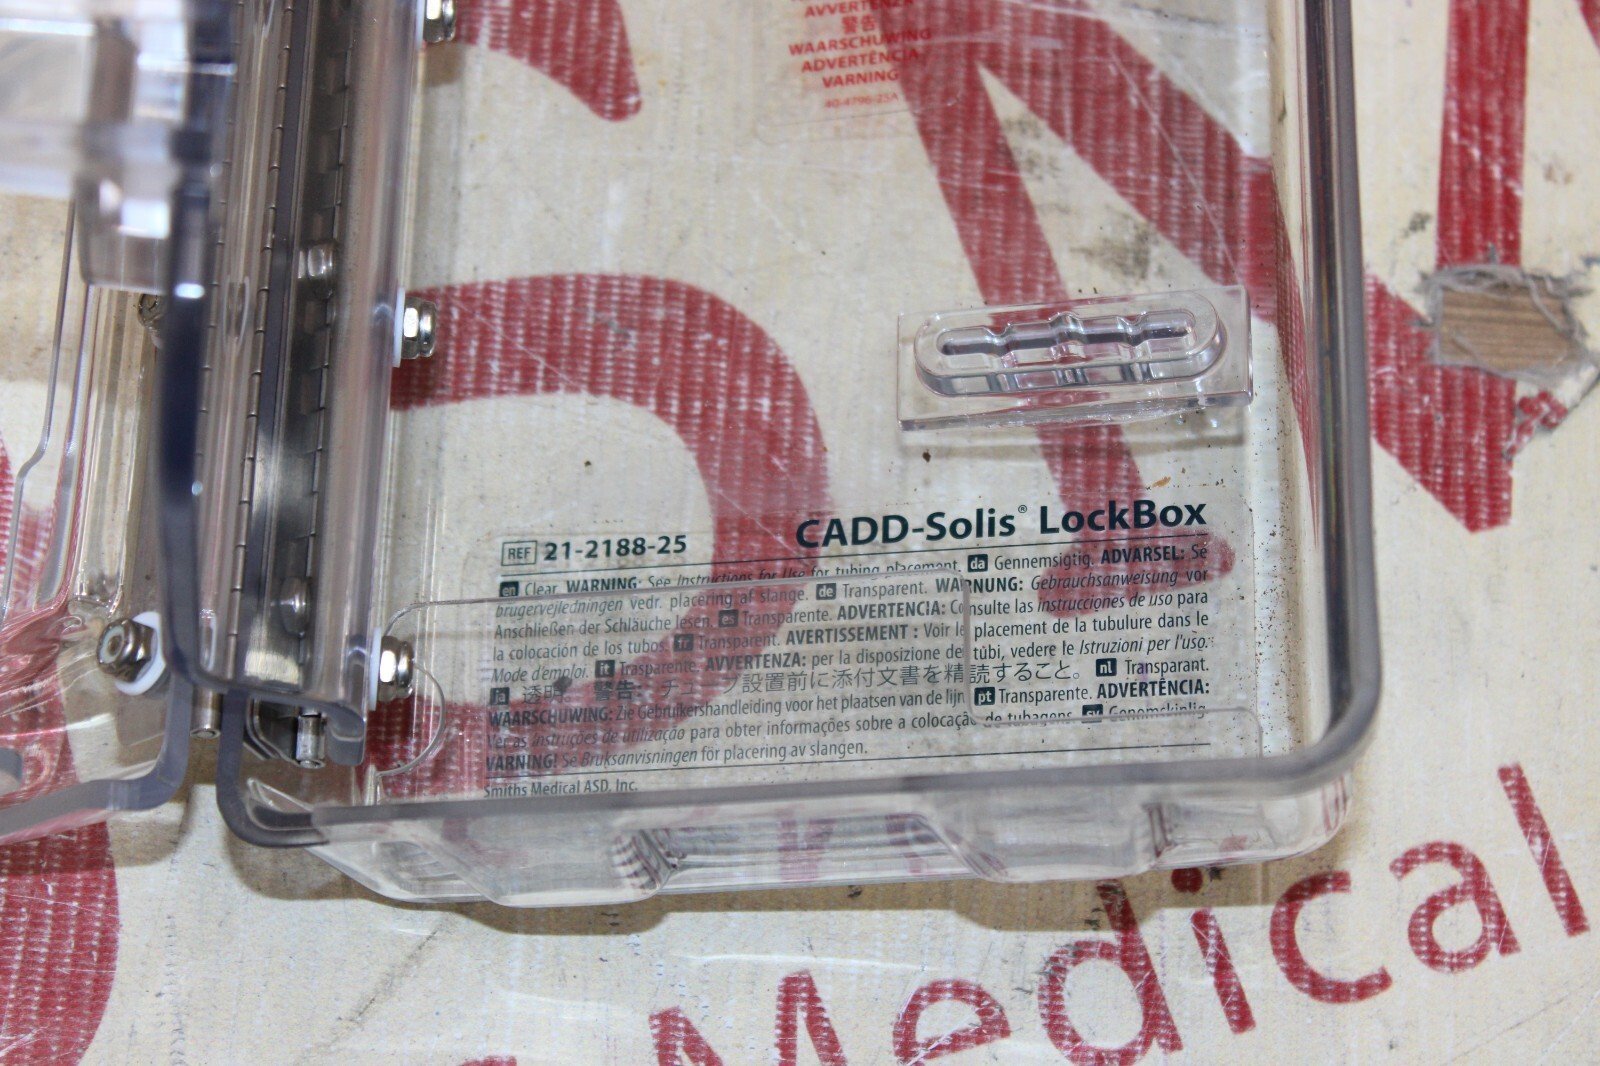 AVVERTENZA
警告
WAARSCHUWING
ADVERTÊNCIA
VARNING
40-4796-25A
CADD-Solis® LockBox
REF 21-2188-25
en Clear. WARNING: See Instructions for Use for tubing placement. da Gennemsigtig. ADVARSEL: Se
brugervejledningen vedr. placering af slange. de Transparent. WARNUNG: Gebrauchsanweisung vor
Anschließen der Schläuche lesen. es Transparente. ADVERTENCIA: Consulte las instrucciones de uso para
la colocación de los tubos. fr Transparent. AVERTISSEMENT : Voir le placement de la tubulure dans le
Mode d'emploi. it Trasparente. AVVERTENZA: per la disposizione dei tubi, vedere le Istruzioni per l'uso.
ja 透明 警告: チューブ設置前に添付文書を精読すること。 nl Transparant.
WAARSCHUWING: Zie Gebruikershandleiding voor het plaatsen van de lijn pt Transparente. ADVERTÊNCIA:
Ver as instruções de utilização para obter informações sobre a colocação de tubagens. sv Genomskinlig
VARNING! Se Bruksanvisningen för placering av slangen.
Smiths Medical ASD, Inc.
Medical